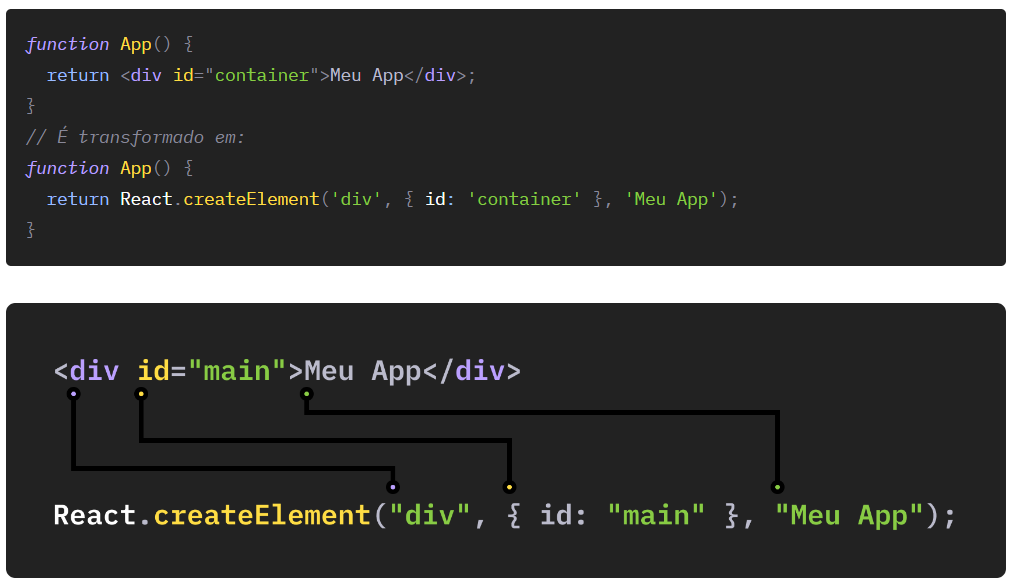 function App() {
  return <div id="container">Meu App</div>;
}
// É transformado em:
function App() {
  return React.createElement('div', { id: 'container' }, 'Meu App');
}
<div id="main">Meu App</div>
React.createElement("div", { id: "main" }, "Meu App");